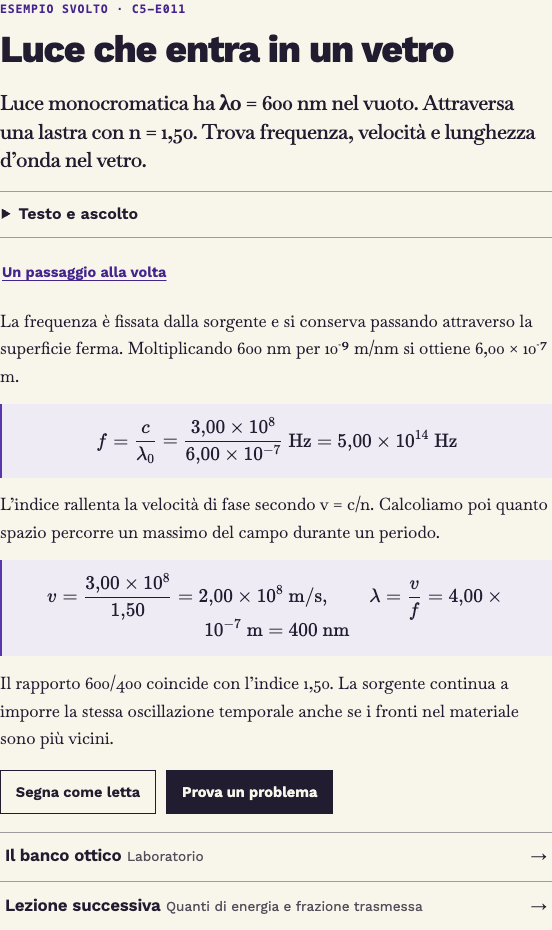 ESEMPIO SVOLTO · C5-E011
Luce che entra in un vetro
Luce monocromatica ha λ0 = 600 nm nel vuoto. Attraversa
una lastra con n = 1,50. Trova frequenza, velocità e lunghezza
d’onda nel vetro.
▶ Testo e ascolto
Un passaggio alla volta
La frequenza è fissata dalla sorgente e si conserva passando attraverso la
superficie ferma. Moltiplicando 600 nm per 10⁻⁹ m/nm si ottiene 6,00 × 10⁻⁷
m.
f = c/λ₀ = (3,00 × 10⁸)/(6,00 × 10⁻⁷) Hz = 5,00 × 10¹⁴ Hz
L’indice rallenta la velocità di fase secondo v = c/n. Calcoliamo poi quanto
spazio percorre un massimo del campo durante un periodo.
v = (3,00 × 10⁸)/1,50 = 2,00 × 10⁸ m/s, λ = v/f = 4,00 ×
10⁻⁷ m = 400 nm
Il rapporto 600/400 coincide con l’indice 1,50. La sorgente continua a
imporre la stessa oscillazione temporale anche se i fronti nel materiale
sono più vicini.
Segna come letta Prova un problema
Il banco ottico Laboratorio →
Lezione successiva Quanti di energia e frazione trasmessa →